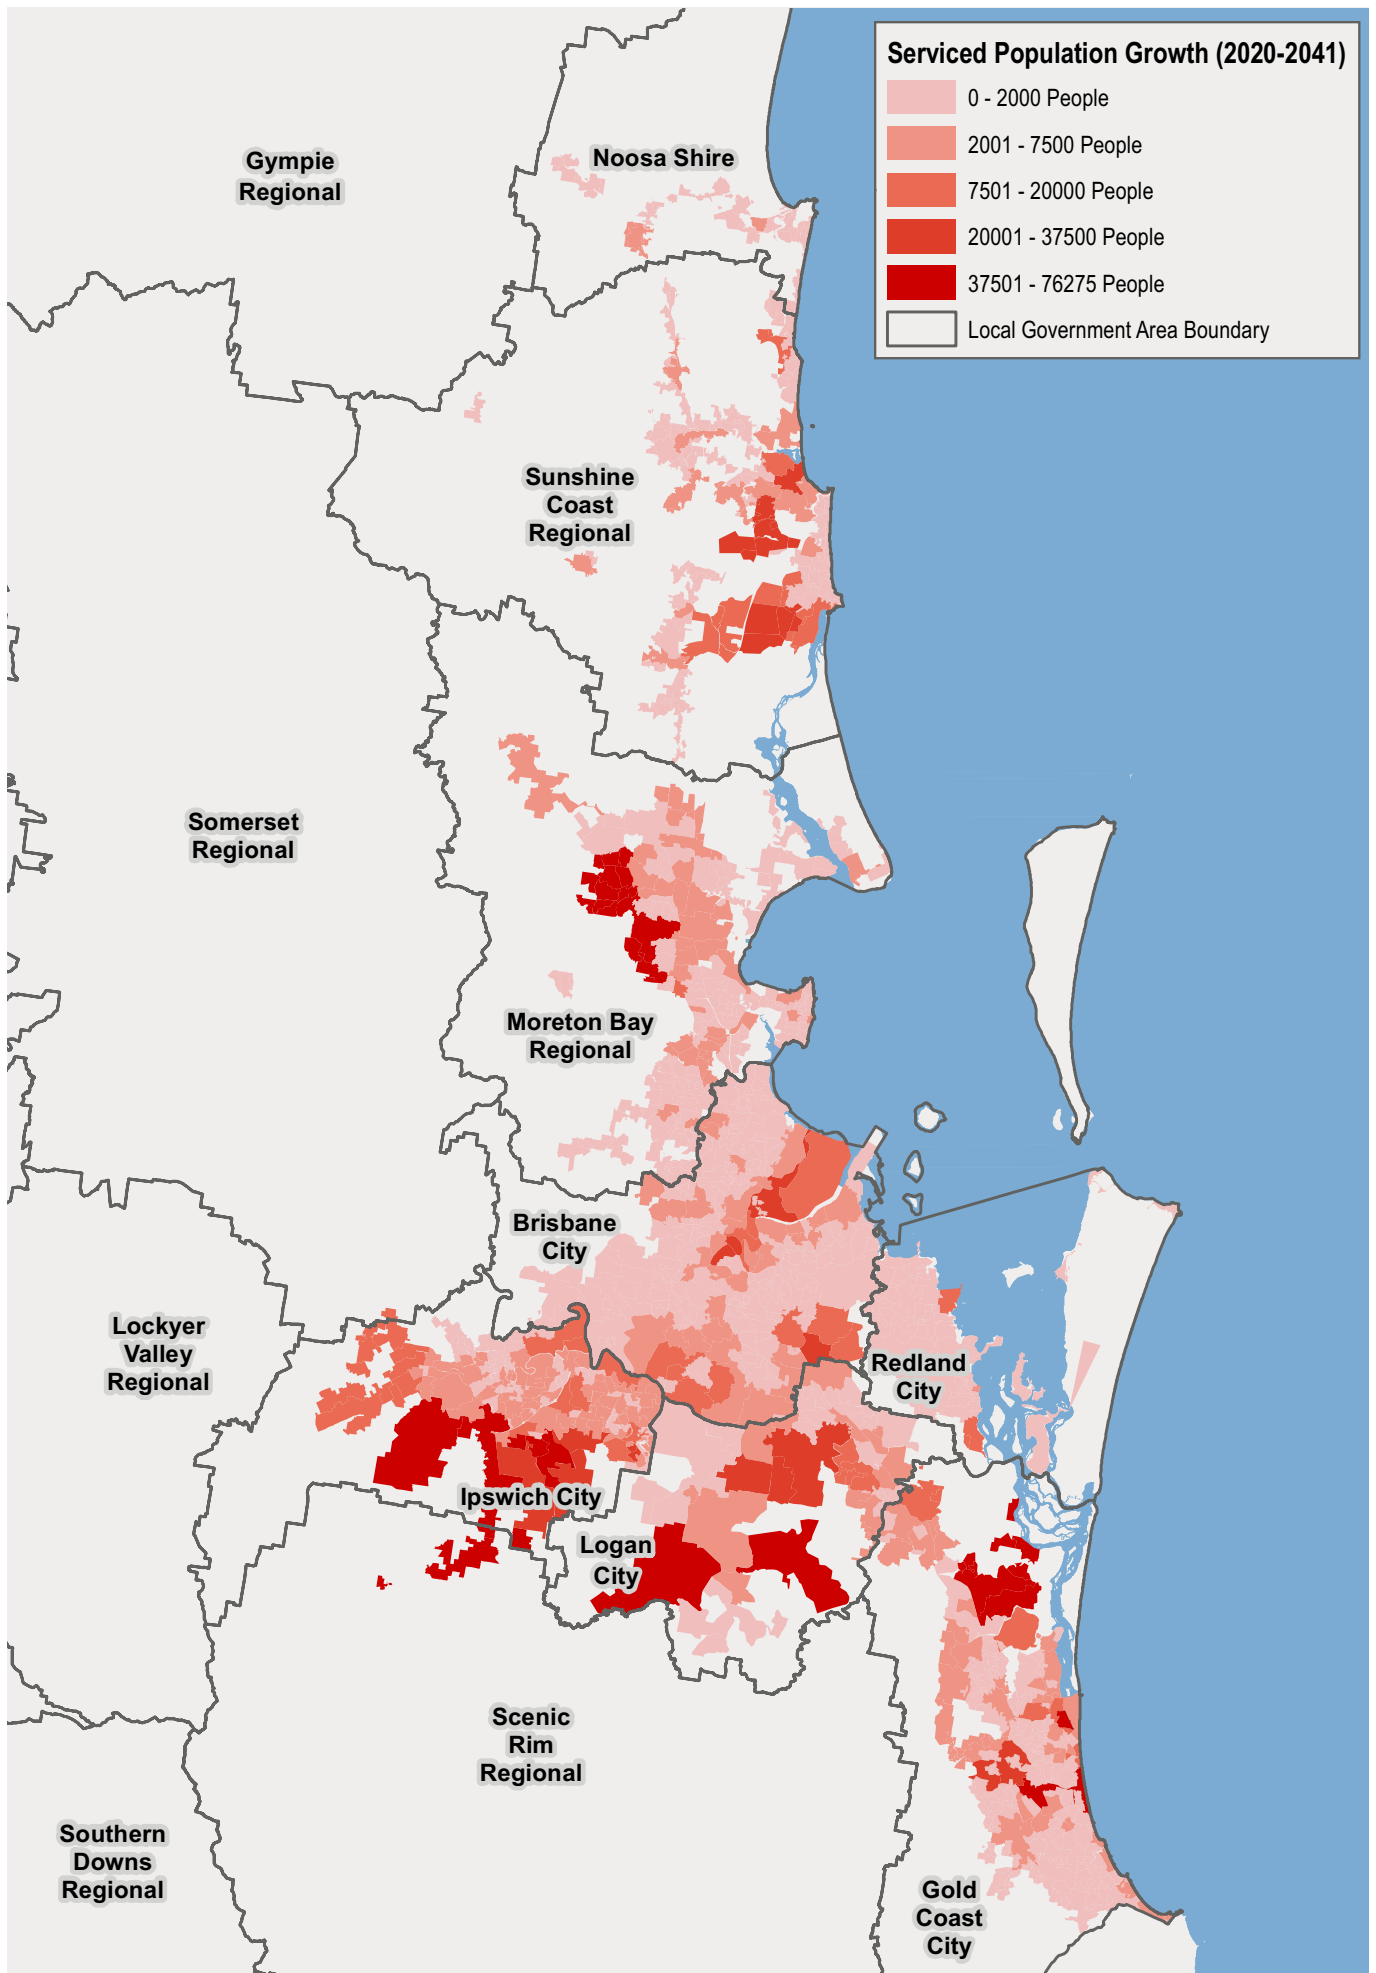 Serviced Population Growth (2020-2041)
0 - 2000 People
2001 - 7500 People
7501 - 20000 People
20001 - 37500 People
37501 - 76275 People
Local Government Area Boundary
Gympie
Regional
Noosa Shire
Sunshine
Coast
Regional
Somerset
Regional
Moreton Bay
Regional
Brisbane
City
Lockyer
Valley
Regional
Redland
City
Ipswich City
Logan
City
Scenic
Rim
Regional
Southern
Downs
Regional
Gold
Coast
City